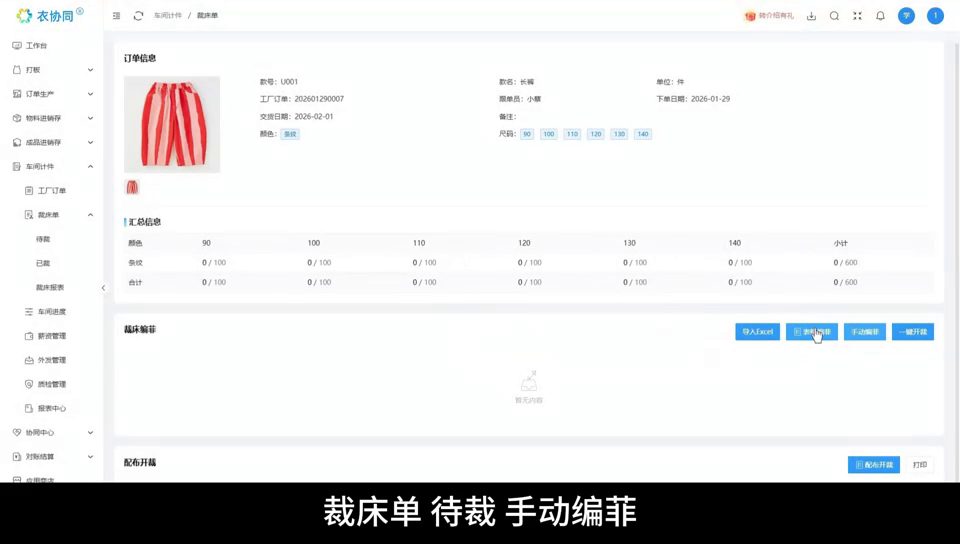 衣协同®
车间计件 / 裁床单
转介绍有礼
学
1
工作台
打板
订单生产
物料进销存
成品进销存
车间计件
工厂订单
裁床单
待裁
已裁
裁床报表
车间进度
薪资管理
外发管理
质检管理
报表中心
协同中心
对账结算
订单信息
款号: U001
款名: 长裤
单位: 件
工厂订单: 202601290007
跟单员: 小蔡
下单日期: 2026-01-29
交货日期: 2026-02-01
备注:
颜色: 条纹
尺码: 90 100 110 120 130 140
汇总信息
颜色 90 100 110 120 130 140 小计
条纹 0 / 100 0 / 100 0 / 100 0 / 100 0 / 100 0 / 100 0 / 600
合计 0 / 100 0 / 100 0 / 100 0 / 100 0 / 100 0 / 100 0 / 600
裁床编菲
导入Excel
手动编菲
一键开裁
暂无内容
配布开裁
配布开裁
打印
裁床单 待裁 手动编菲